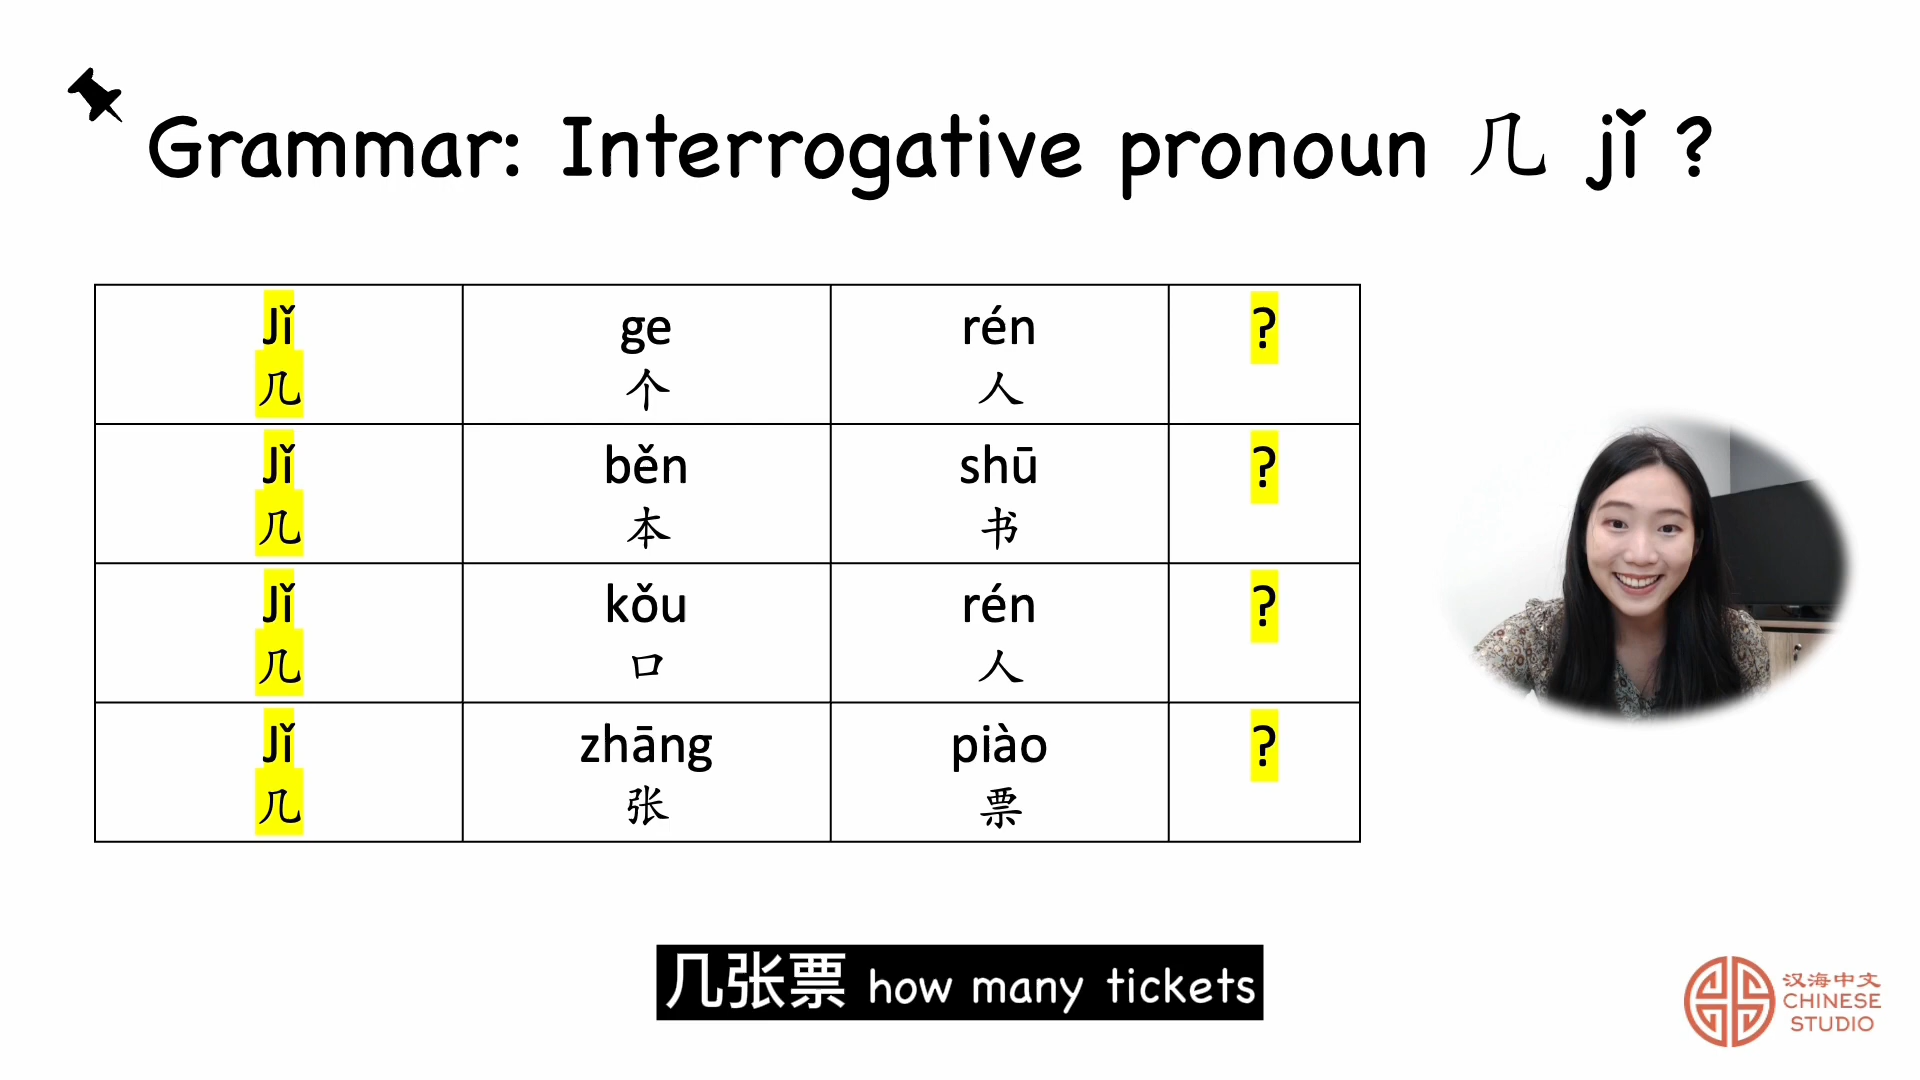 Grammar: Interrogative pronoun 几 jǐ ?
Jǐ ge rén ?
几 个 人
Jǐ běn shū ?
几 本 书
Jǐ kǒu rén ?
几 口 人
Jǐ zhāng piào ?
几 张 票
几张票 how many tickets
汉海中文
CHINESE
STUDIO